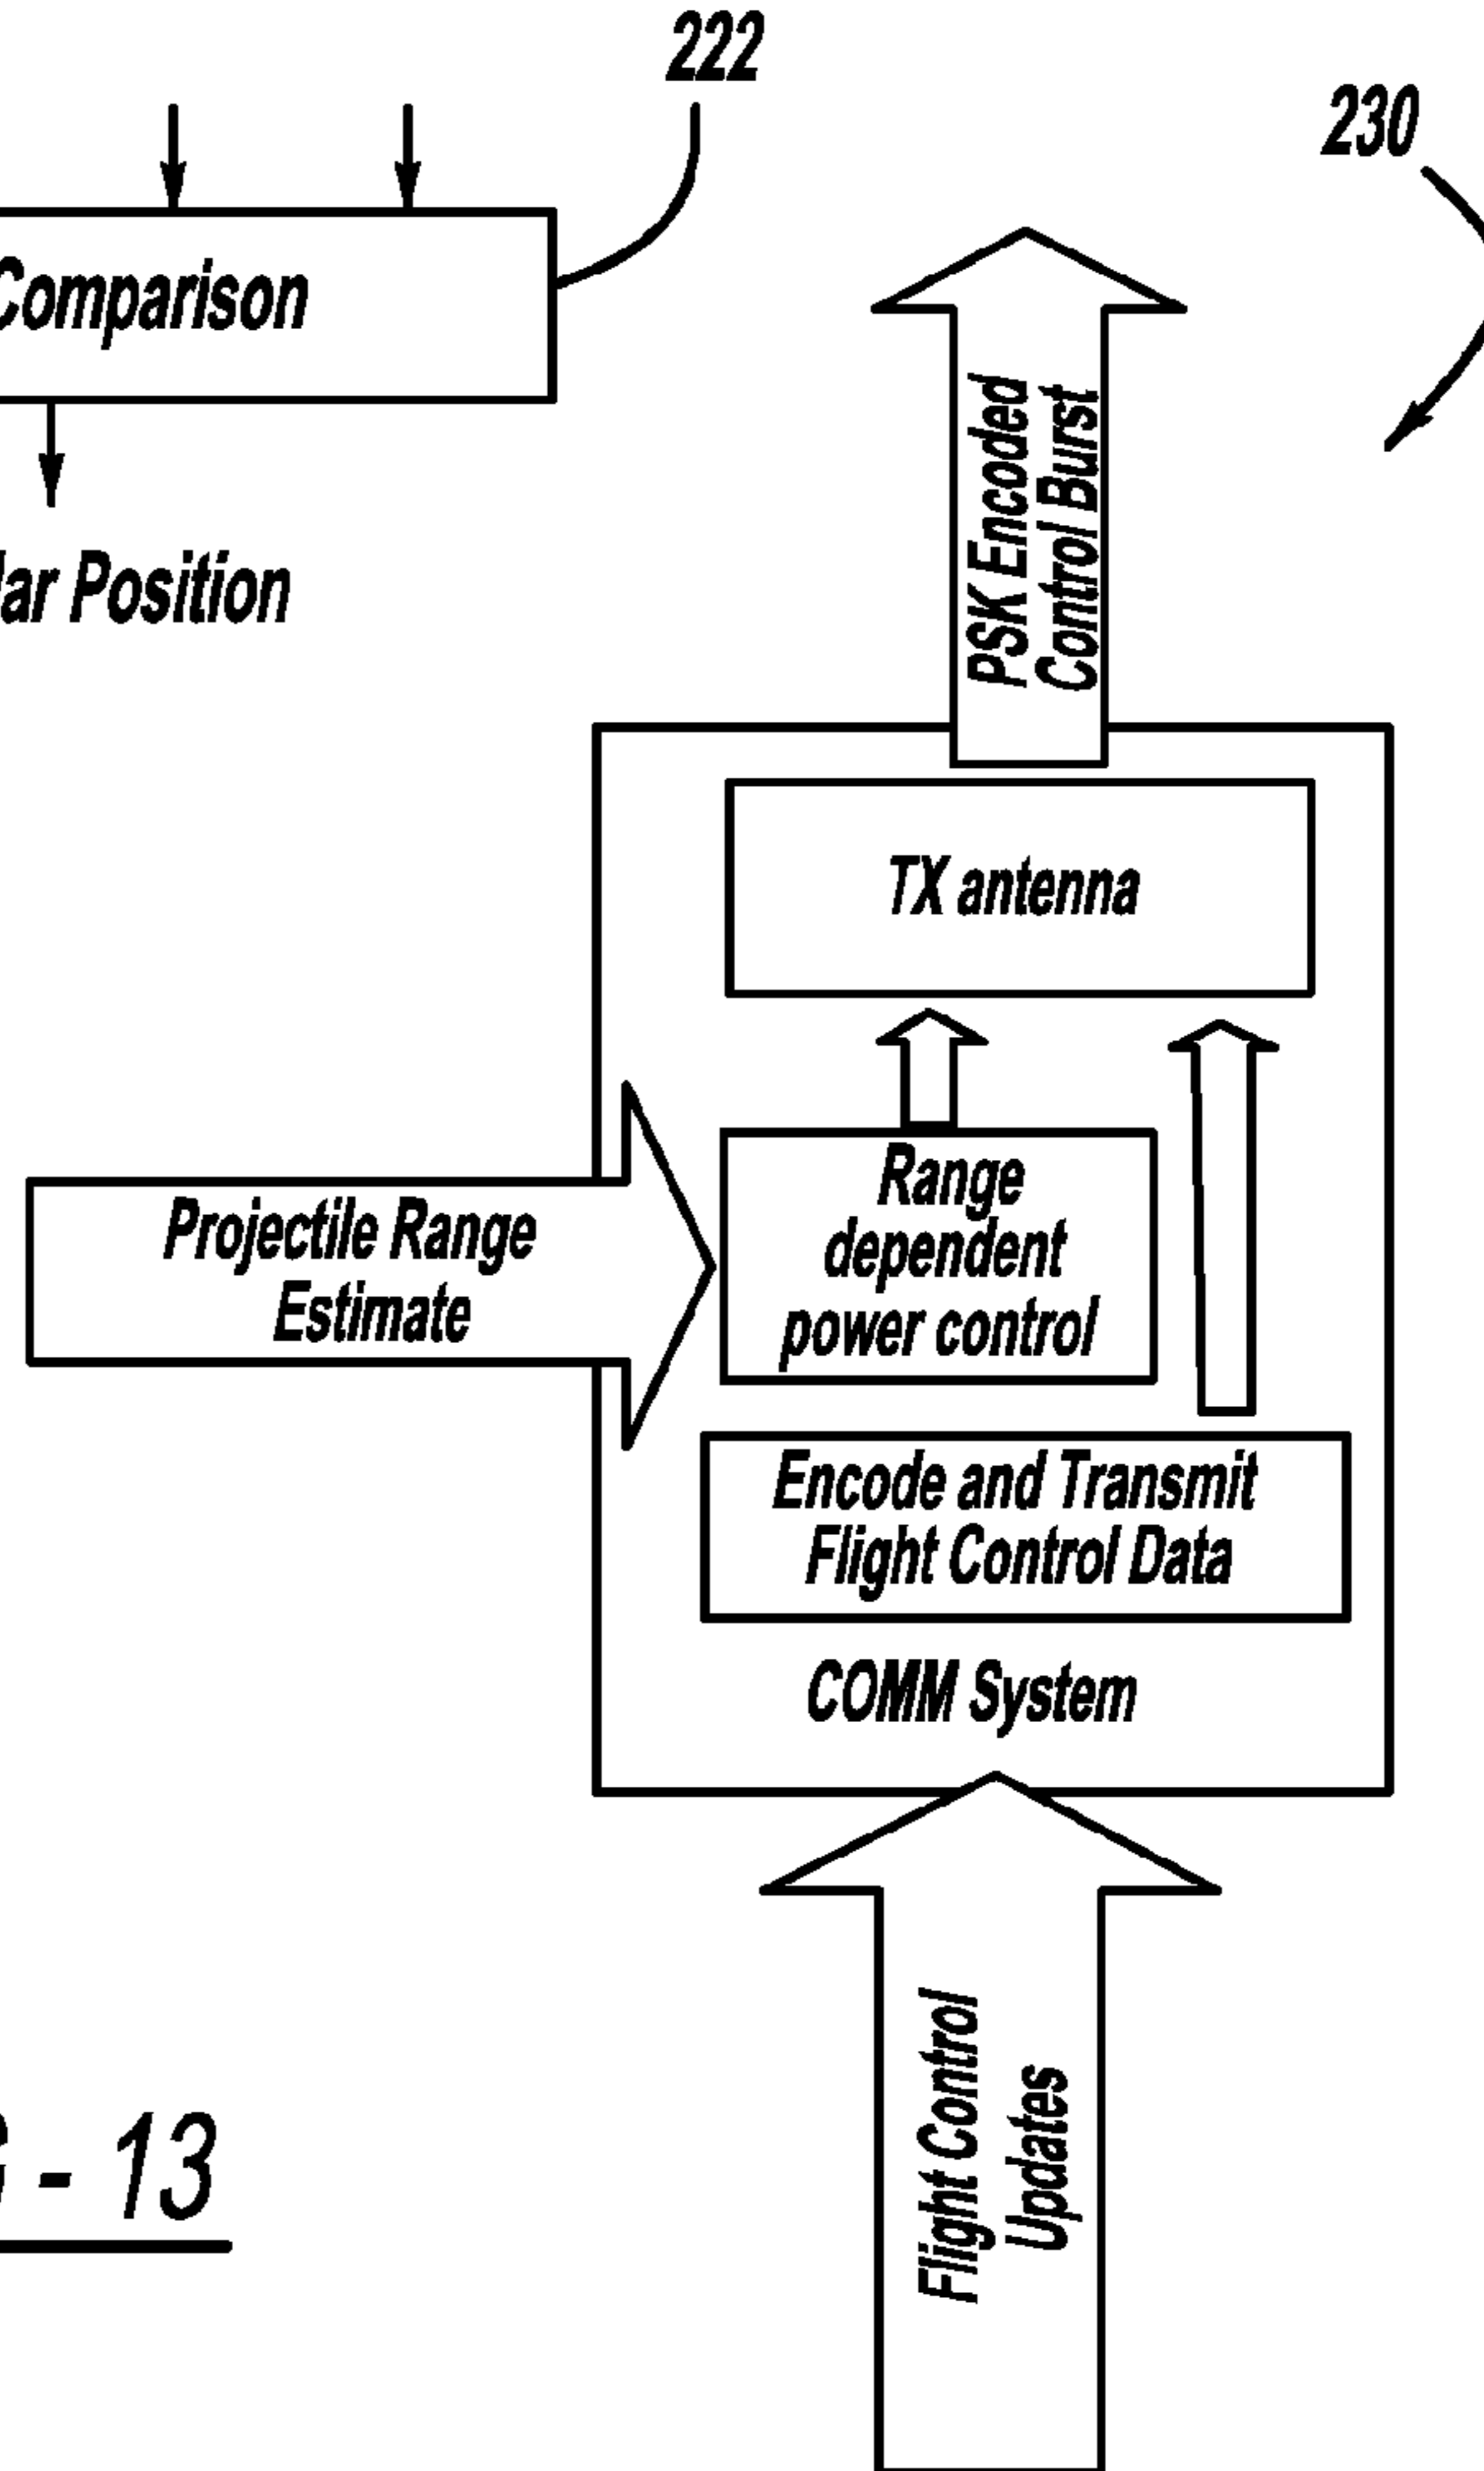 222
230
Comparison
Position
PSK Encoded
Control Burst
TX antenna
Range
dependent
power control
Projectile Range
Estimate
Encode and Transmit
Flight Control Data
COMM System
Flight Control
Updates
- 13